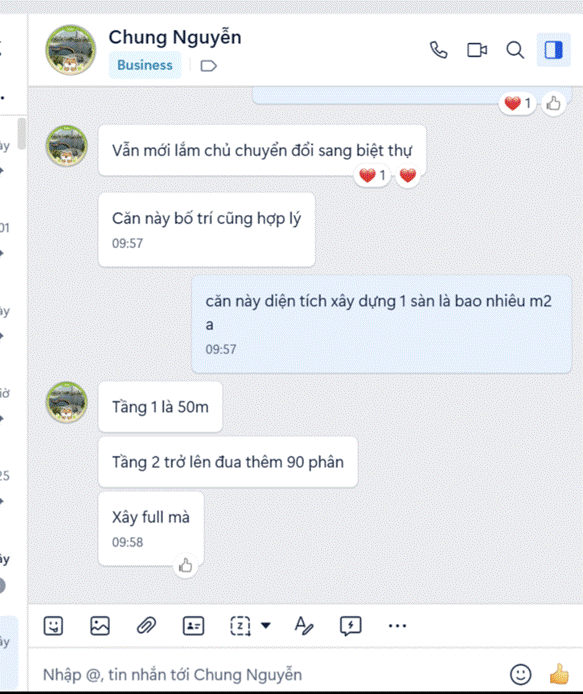 Chung Nguyễn
Business
1
Vẫn mới lắm chủ chuyển đổi sang biệt thự
1
Căn này bố trí cũng hợp lý
09:57
căn này diện tích xây dựng 1 sàn là bao nhiêu m2
a
09:57
Tầng 1 là 50m
Tầng 2 trở lên đua thêm 90 phân
Xây full mà
09:58
Nhập @, tin nhắn tới Chung Nguyễn